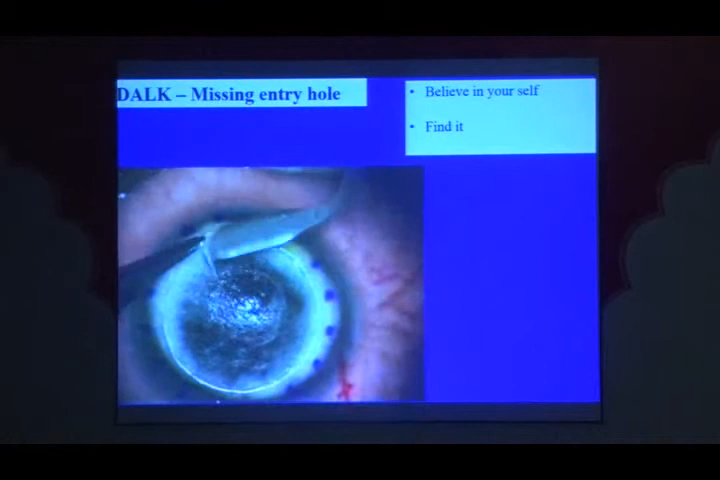 DALK – Missing entry hole
• Believe in your self
• Find it